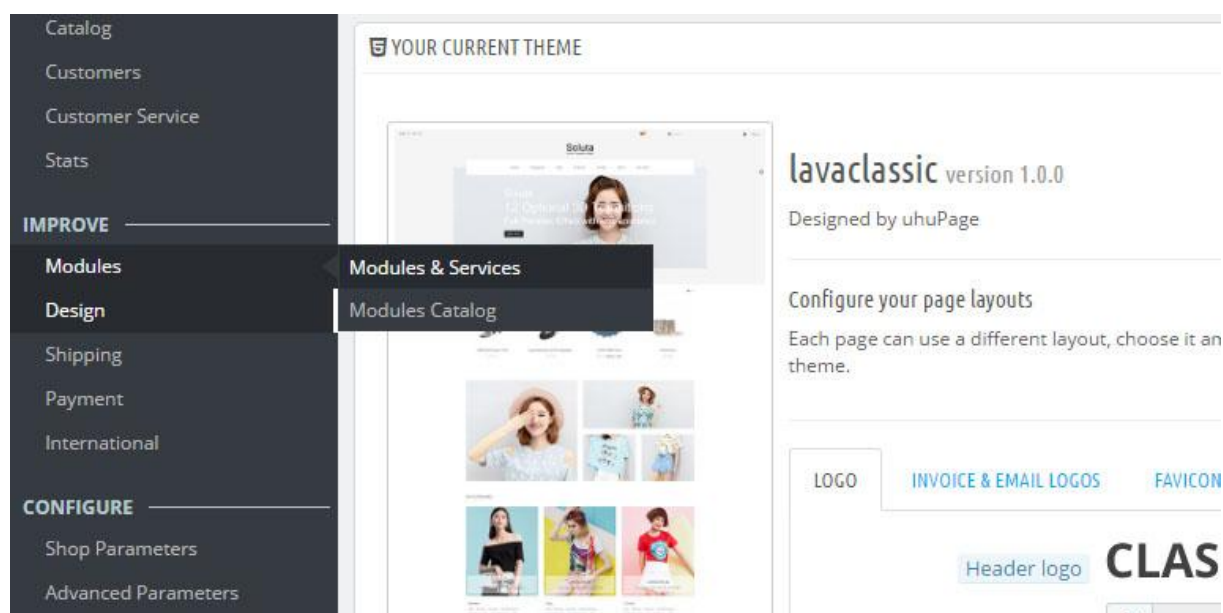 Catalog
Customers
Customer Service
Stats
IMPROVE
Modules
Design
Shipping
Payment
International
CONFIGURE
Shop Parameters
Advanced Parameters
Modules & Services
Modules Catalog
YOUR CURRENT THEME
Soluta
lavaclassic version 1.0.0
Designed by uhuPage
Configure your page layouts
Each page can use a different layout, choose it
theme.
LOGO
INVOICE & EMAIL LOGOS
FAVICON
Header logo
CLAS